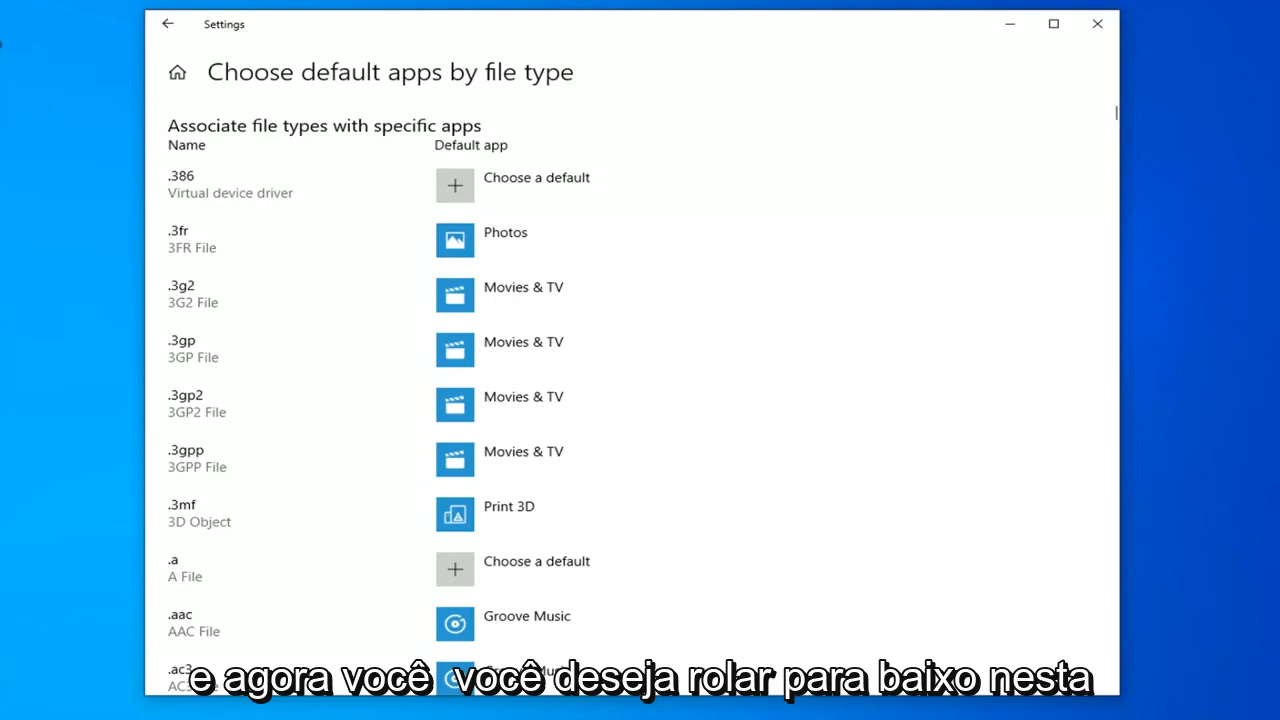 Settings
Choose default apps by file type
Associate file types with specific apps
Name Default app
.386 Choose a default
Virtual device driver
.3fr Photos
3FR File
.3g2 Movies & TV
3G2 File
.3gp Movies & TV
3GP File
.3gp2 Movies & TV
3GP2 File
.3gpp Movies & TV
3GPP File
.3mf Print 3D
3D Object
.a Choose a default
A File
.aac Groove Music
AAC File
.ac3
e agora você você deseja rolar para baixo nesta